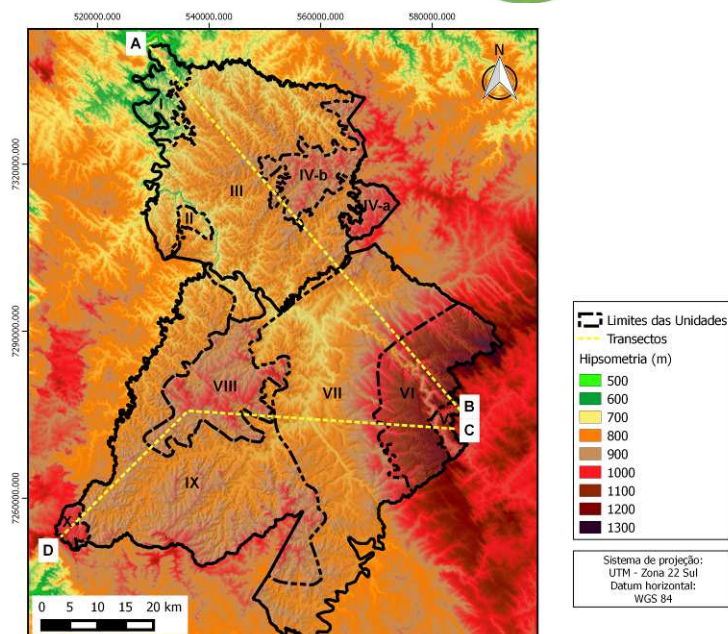 520000.000 540000.000 560000.000 580000.000
A
N
7320000.000
IV-b
III
IV-a
II
7290000.000
VIII
VII
VI
B
V
C
7260000.000
IX
X
D
0 5 10 15 20 km
Limites das Unidades
Transectos
Hipsometria (m)
500
600
700
800
900
1000
1100
1200
1300
Sistema de projeção:
UTM - Zona 22 Sul
Datum horizontal:
WGS 84